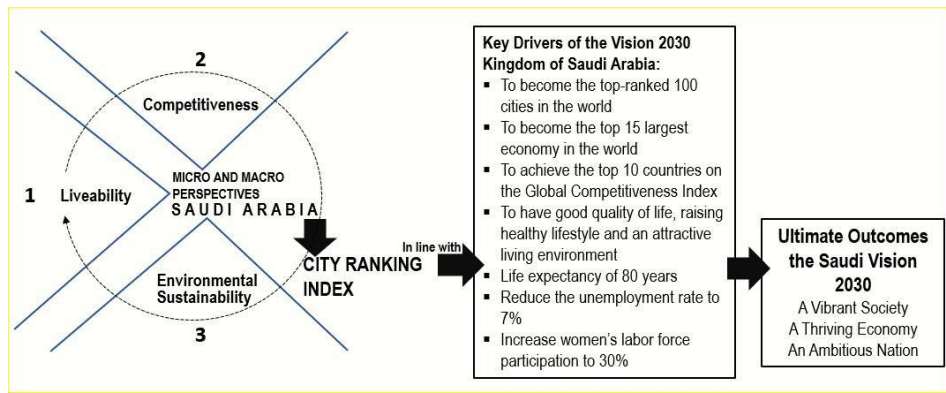 2
Competitiveness
1
Liveability
MICRO AND MACRO
PERSPECTIVES
SAUDI ARABIA
Environmental
Sustainability
3
CITY RANKING
INDEX
In line with
Key Drivers of the Vision 2030
Kingdom of Saudi Arabia:
▪ To become the top-ranked 100
cities in the world
▪ To become the top 15 largest
economy in the world
▪ To achieve the top 10 countries on
the Global Competitiveness Index
▪ To have good quality of life, raising
healthy lifestyle and an attractive
living environment
▪ Life expectancy of 80 years
▪ Reduce the unemployment rate to
7%
▪ Increase women's labor force
participation to 30%
Ultimate Outcomes
the Saudi Vision
2030
A Vibrant Society
A Thriving Economy
An Ambitious Nation